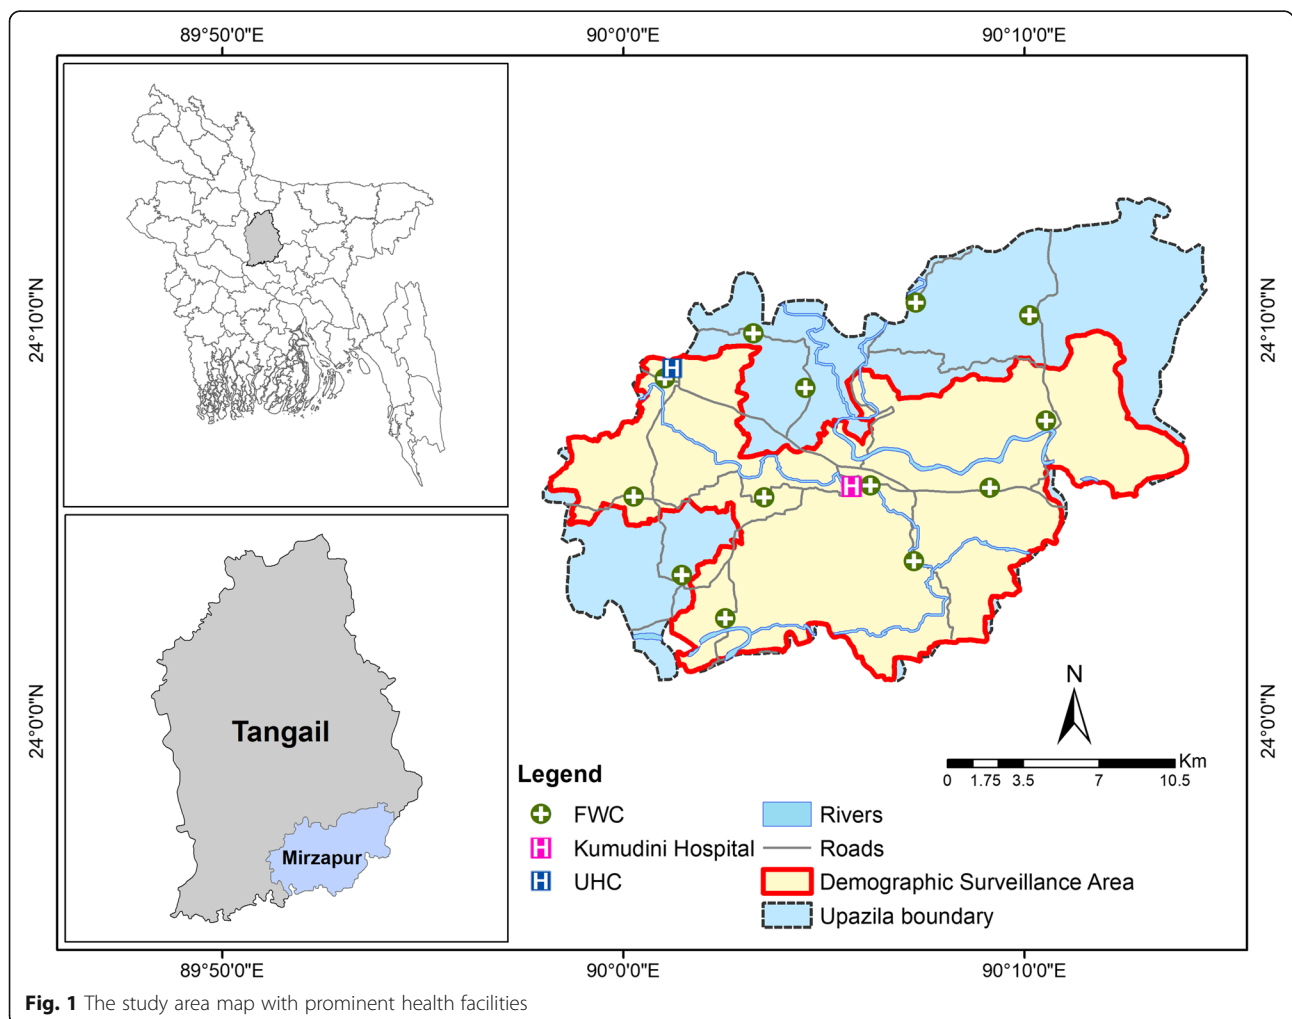 89°50'0"E 90°0'0"E 90°10'0"E
24°10'0"N
24°10'0"N
Tangail
Mirzapur
24°0'0"N
24°0'0"N
N
Km
0 1.75 3.5 7 10.5
Legend
FWC
Kumudini Hospital
UHC
Rivers
Roads
Demographic Surveillance Area
Upazila boundary
H
H
H
H
89°50'0"E 90°0'0"E 90°10'0"E
Fig. 1 The study area map with prominent health facilities